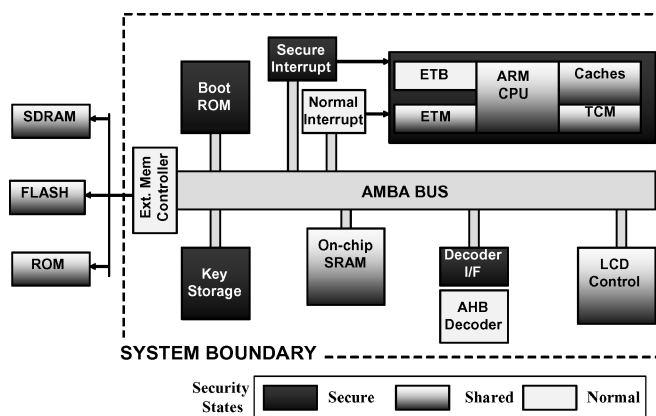 Secure
Interrupt
ETB
ARM
CPU
Caches
Boot
ROM
Normal
Interrupt
ETM
TCM
SDRAM
FLASH
ROM
Ext. Mem
Controller
AMBA BUS
Key
Storage
On-chip
SRAM
Decoder
I/F
AHB
Decoder
LCD
Control
SYSTEM BOUNDARY
Security
States
Secure
Shared
Normal